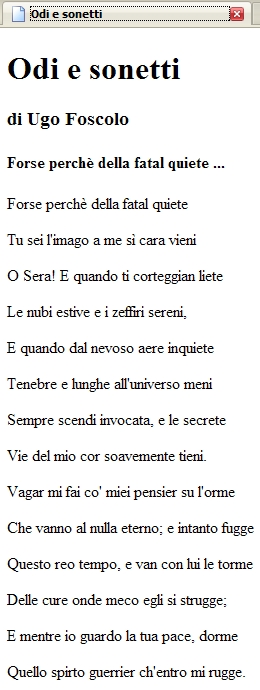 Odi e sonetti
Odi e sonetti
di Ugo Foscolo
Forse perchè della fatal quiete ...
Forse perchè della fatal quiete
Tu sei l'imago a me sì cara vieni
O Sera! E quando ti corteggian liete
Le nubi estive e i zeffiri sereni,
E quando dal nevoso aere inquiete
Tenebre e lunghe all'universo meni
Sempre scendi invocata, e le secrete
Vie del mio cor soavemente tieni.
Vagar mi fai co' miei pensier su l'orme
Che vanno al nulla eterno; e intanto fugge
Questo reo tempo, e van con lui le torme
Delle cure onde meco egli si strugge;
E mentre io guardo la tua pace, dorme
Quello spirto guerrier ch'entro mi rugge.